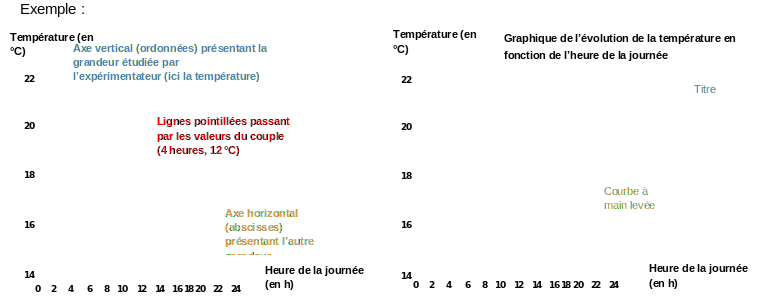 Exemple :
Température (en
°C)
Axe vertical (ordonnées) présentant la
grandeur étudiée par
l'expérimentateur (ici la température)
22
20
18
16
14
Lignes pointillées passant
par les valeurs du couple
(4 heures, 12 °C)
Axe horizontal
(abscisses)
présentant l'autre
0 2 4 6 8 10 12 14 16 18 20 22 24
Heure de la journée
(en h)
Température (en
°C)
Graphique de l'évolution de la température en
fonction de l'heure de la journée
22
20
18
16
14
Titre
Courbe à
main levée
0 2 4 6 8 10 12 14 16 18 20 22 24
Heure de la journée
(en h)